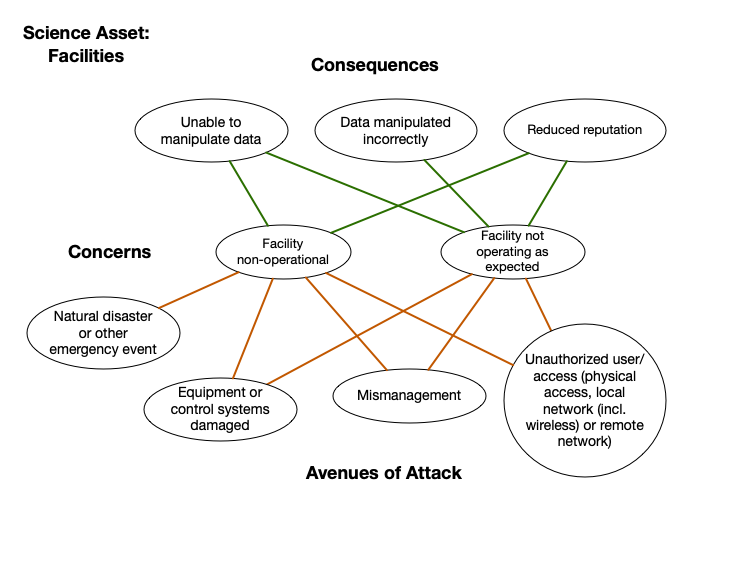 Science Asset:
Facilities
Consequences
Unable to
manipulate data
Data manipulated
incorrectly
Reduced reputation
Concerns
Facility
non-operational
Facility not
operating as
expected
Natural disaster
or other
emergency event
Equipment or
control systems
damaged
Mismanagement
Unauthorized user/
access (physical
access, local
network (incl.
wireless) or remote
network)
Avenues of Attack